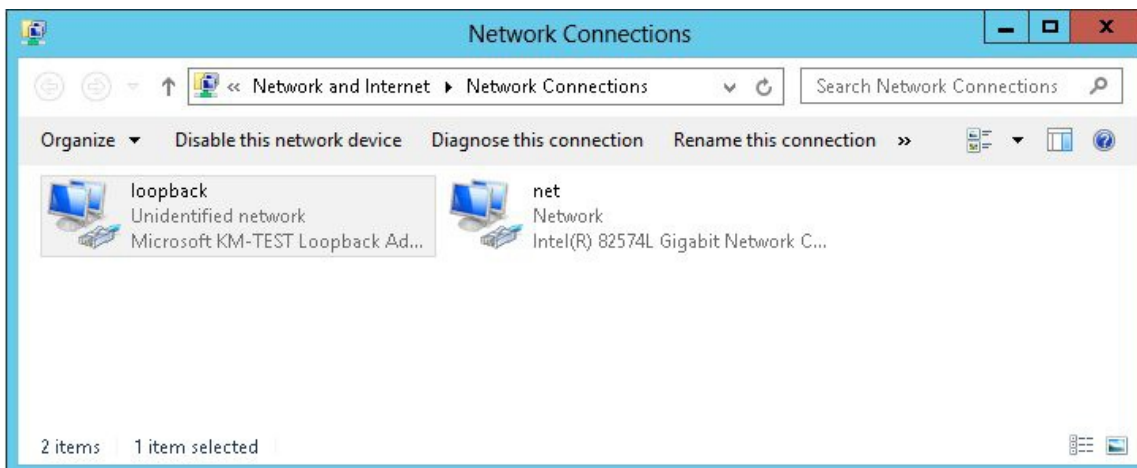 Network Connections
« Network and Internet ▸ Network Connections
Search Network Connections
Organize Disable this network device Diagnose this connection Rename this connection »
loopback
Unidentified network
Microsoft KM-TEST Loopback Ad...
net
Network
Intel(R) 82574L Gigabit Network C...
2 items 1 item selected